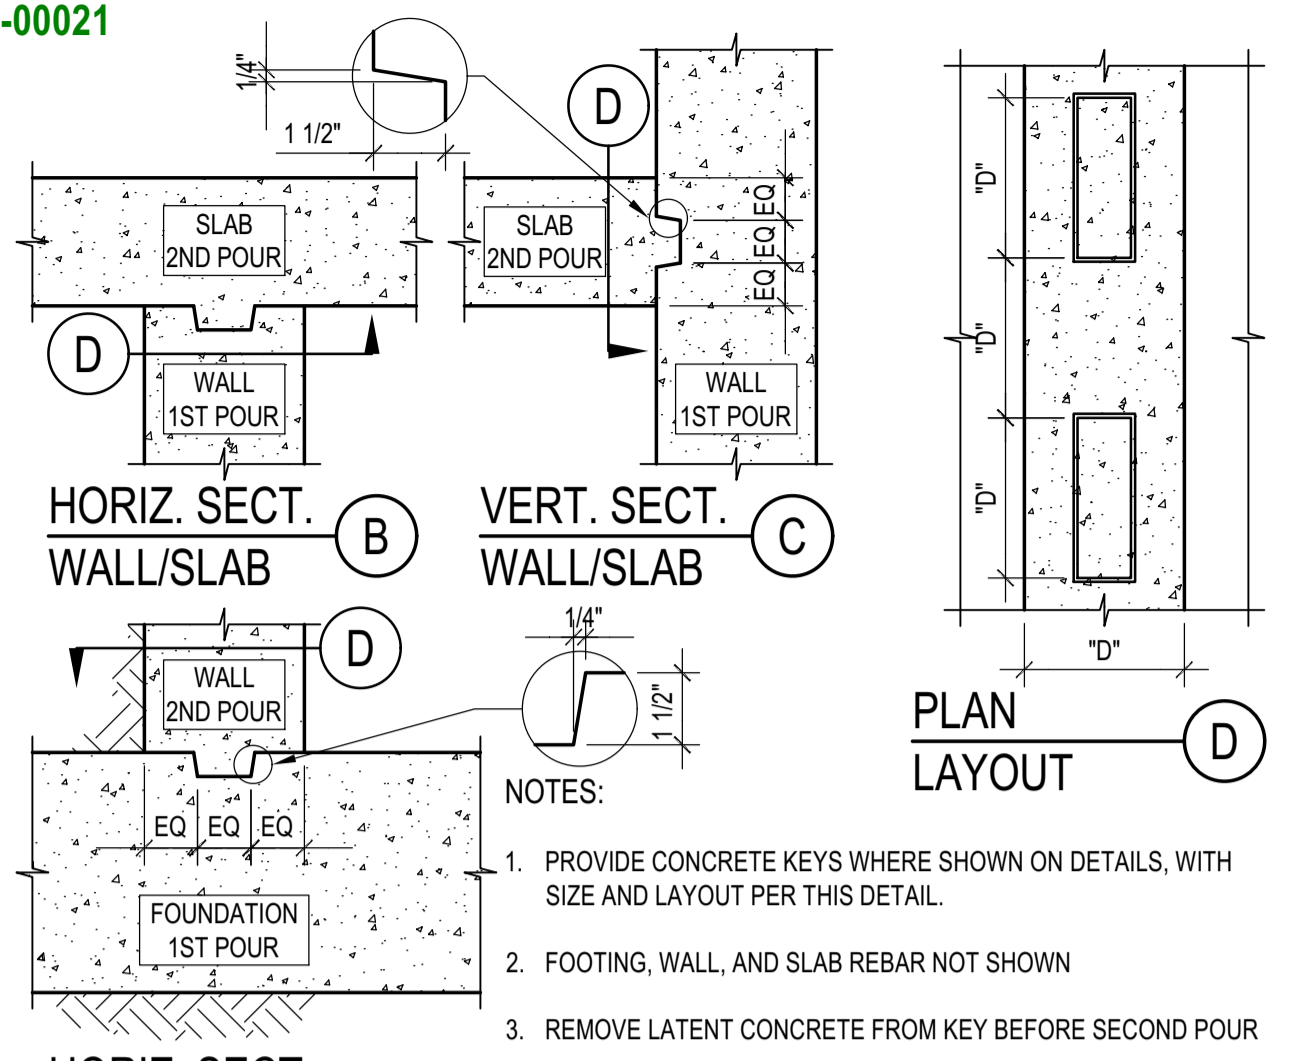 -00021
1/4"
1 1/2"
D
SLAB
2ND POUR
SLAB
2ND POUR
EQ
EQ
EQ
D
WALL
1ST POUR
WALL
1ST POUR
HORIZ. SECT.
WALL/SLAB
B
VERT. SECT.
WALL/SLAB
C
"D"
"D"
"D"
"D"
PLAN
LAYOUT
D
D
WALL
2ND POUR
1/4"
1 1/2"
EQ EQ EQ
FOUNDATION
1ST POUR
HORIZ. SECT.
NOTES:
1. PROVIDE CONCRETE KEYS WHERE SHOWN ON DETAILS, WITH
SIZE AND LAYOUT PER THIS DETAIL.
2. FOOTING, WALL, AND SLAB REBAR NOT SHOWN
3. REMOVE LATENT CONCRETE FROM KEY BEFORE SECOND POUR